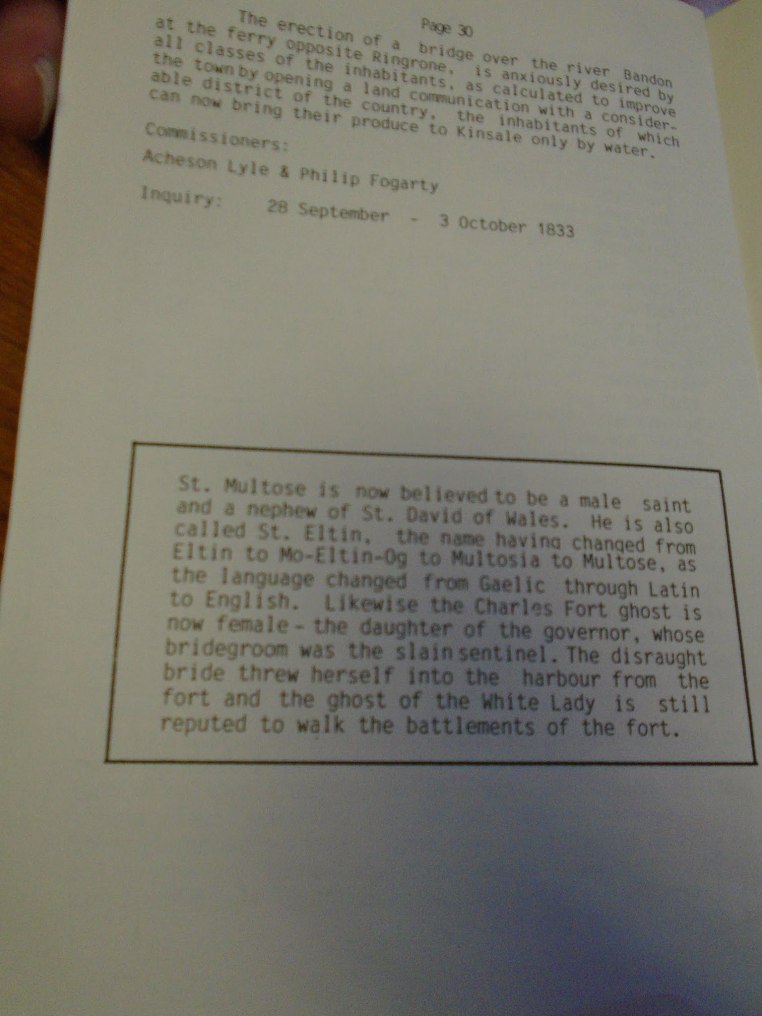 Page 30
The erection of a bridge over the river Bandon
at the ferry opposite Ringrone, is anxiously desired by
all classes of the inhabitants, as calculated to improve
the town by opening a land communication with a consider-
able district of the country, the inhabitants of which
can now bring their produce to Kinsale only by water.
Commissioners:
Acheson Lyle & Philip Fogarty
Inquiry: 28 September - 3 October 1833
St. Multose is now believed to be a male saint
and a nephew of St. David of Wales. He is also
called St. Eltin, the name having changed from
Eltin to Mo-Eltin-Og to Multosia to Multose, as
the language changed from Gaelic through Latin
to English. Likewise the Charles Fort ghost is
now female - the daughter of the governor, whose
bridegroom was the slain sentinel. The disraught
bride threw herself into the harbour from the
fort and the ghost of the White Lady is still
reputed to walk the battlements of the fort.